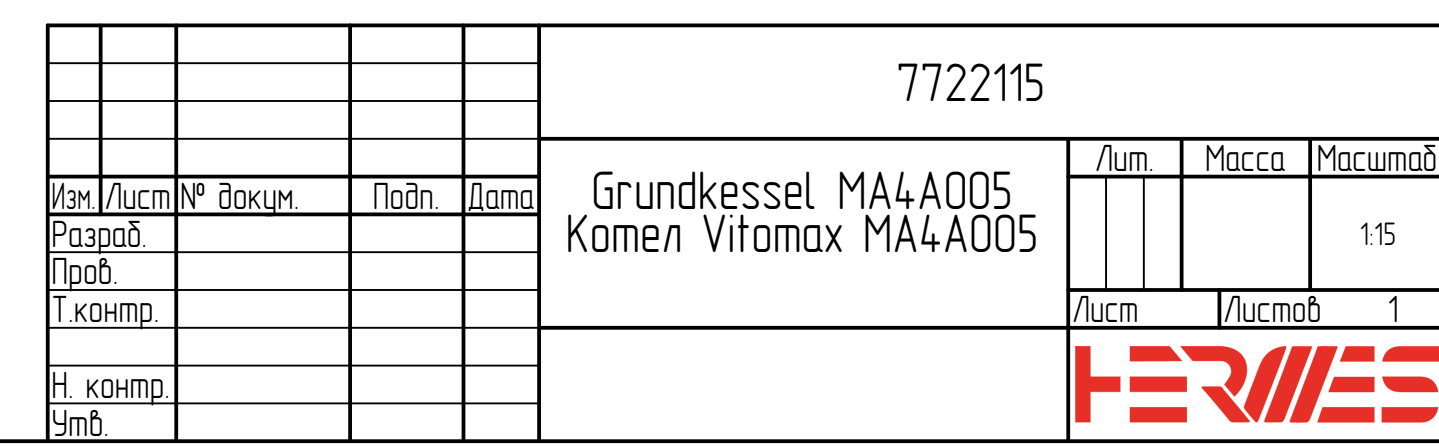 7722115
Grundkessel MA4A005
Котел Vitomax MA4A005
Лит. Масса Масштаб
1:15
Лист Листов 1
Изм. Лист № докум. Подп. Дата
Разраб.
Пров.
Т.контр.
Н. контр.
Утв.
HERMES